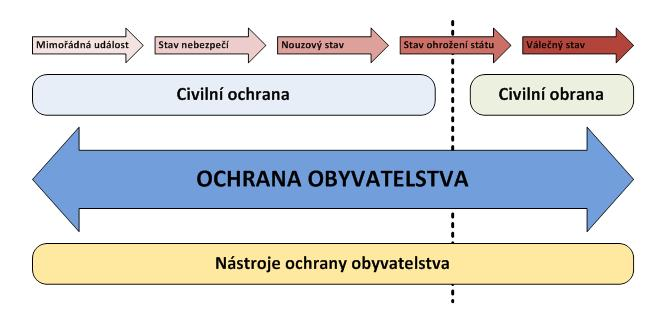 Mimořádná událost
Stav nebezpečí
Nouzový stav
Stav ohrožení státu
Válečný stav
Civilní ochrana
Civilní obrana
OCHRANA OBYVATELSTVA
Nástroje ochrany obyvatelstva